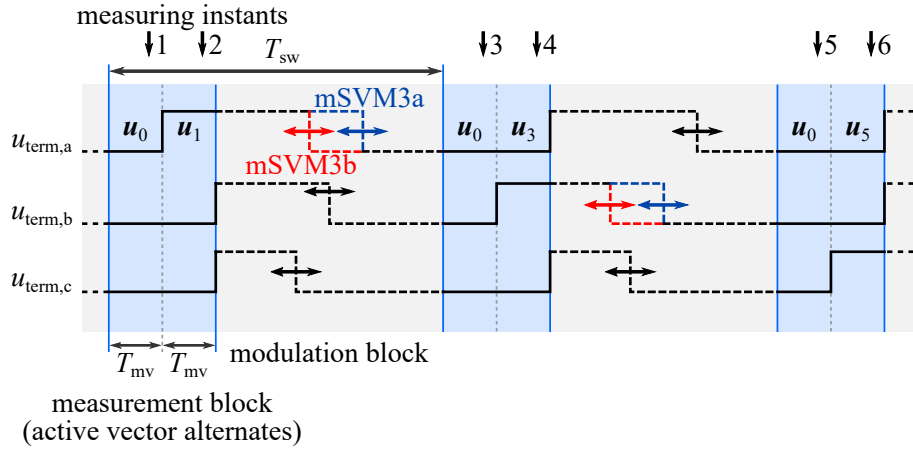 measuring instants
1 2 3 4 5 6
T_sw
mSVM3a
u_term,a u_0 u_1 u_0 u_3 u_0 u_5
mSVM3b
u_term,b
u_term,c
T_mv T_mv modulation block
measurement block
(active vector alternates)